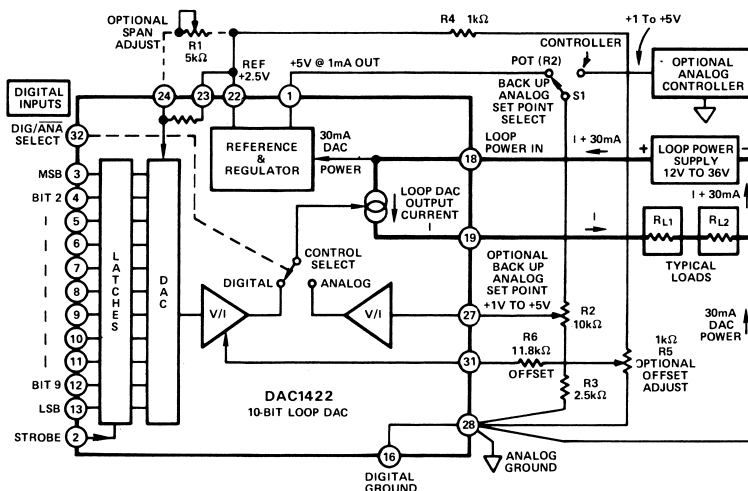 OPTIONAL
SPAN
ADJUST
R1
5kΩ
R4 1kΩ
+1 To +5V
REF
+2.5V
+5V @ 1mA OUT
POT (R2)
CONTROLLER
BACK UP
ANALOG
SET POINT
SELECT
S1
OPTIONAL
ANALOG
CONTROLLER
DIGITAL
INPUTS
24
23
22
1
32
DIG/ANA
SELECT
REFERENCE
&
REGULATOR
30mA
DAC
POWER
18
LOOP
POWER IN
I + 30mA
+
LOOP POWER
SUPPLY
12V TO 36V
−
I + 30mA
MSB
3
BIT 2
4
5
6
7
8
9
10
11
BIT 9
12
LSB
13
STROBE
2
LATCHES
DAC
LOOP DAC
OUTPUT
CURRENT
I
19
I
RL1
RL2
TYPICAL
LOADS
CONTROL
SELECT
DIGITAL
ANALOG
V/I
V/I
OPTIONAL
BACK UP
ANALOG
SET POINT
+1V TO +5V
27
R2
10kΩ
30mA
DAC
POWER
31
R6
11.8kΩ
OFFSET
1kΩ
R5
OPTIONAL
OFFSET
ADJUST
R3
2.5kΩ
DAC1422
10-BIT LOOP DAC
28
16
DIGITAL
GROUND
ANALOG
GROUND